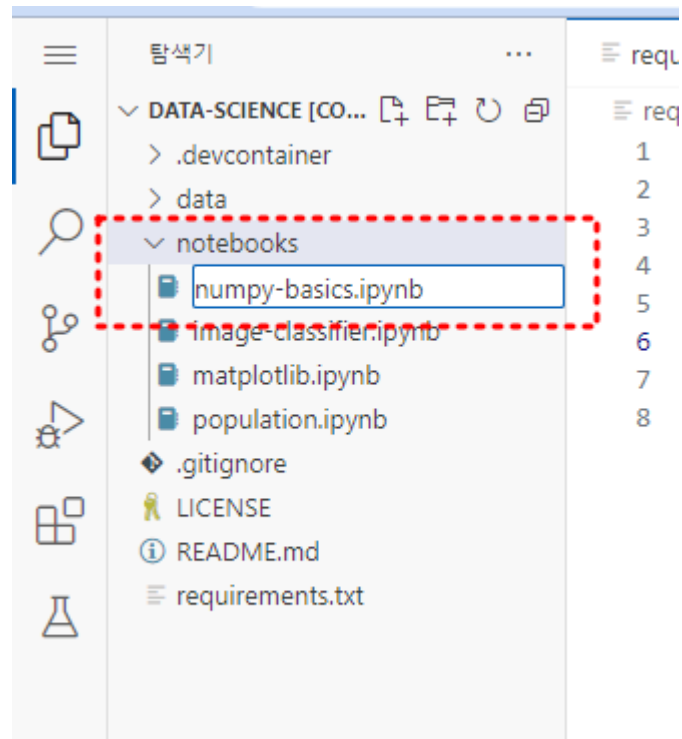 탐색기 ...
DATA-SCIENCE [CO...
.devcontainer
data
notebooks
numpy-basics.ipynb
image-classifier.ipynb
matplotlib.ipynb
population.ipynb
.gitignore
LICENSE
README.md
requirements.txt
requ
req
1
2
3
4
5
6
7
8